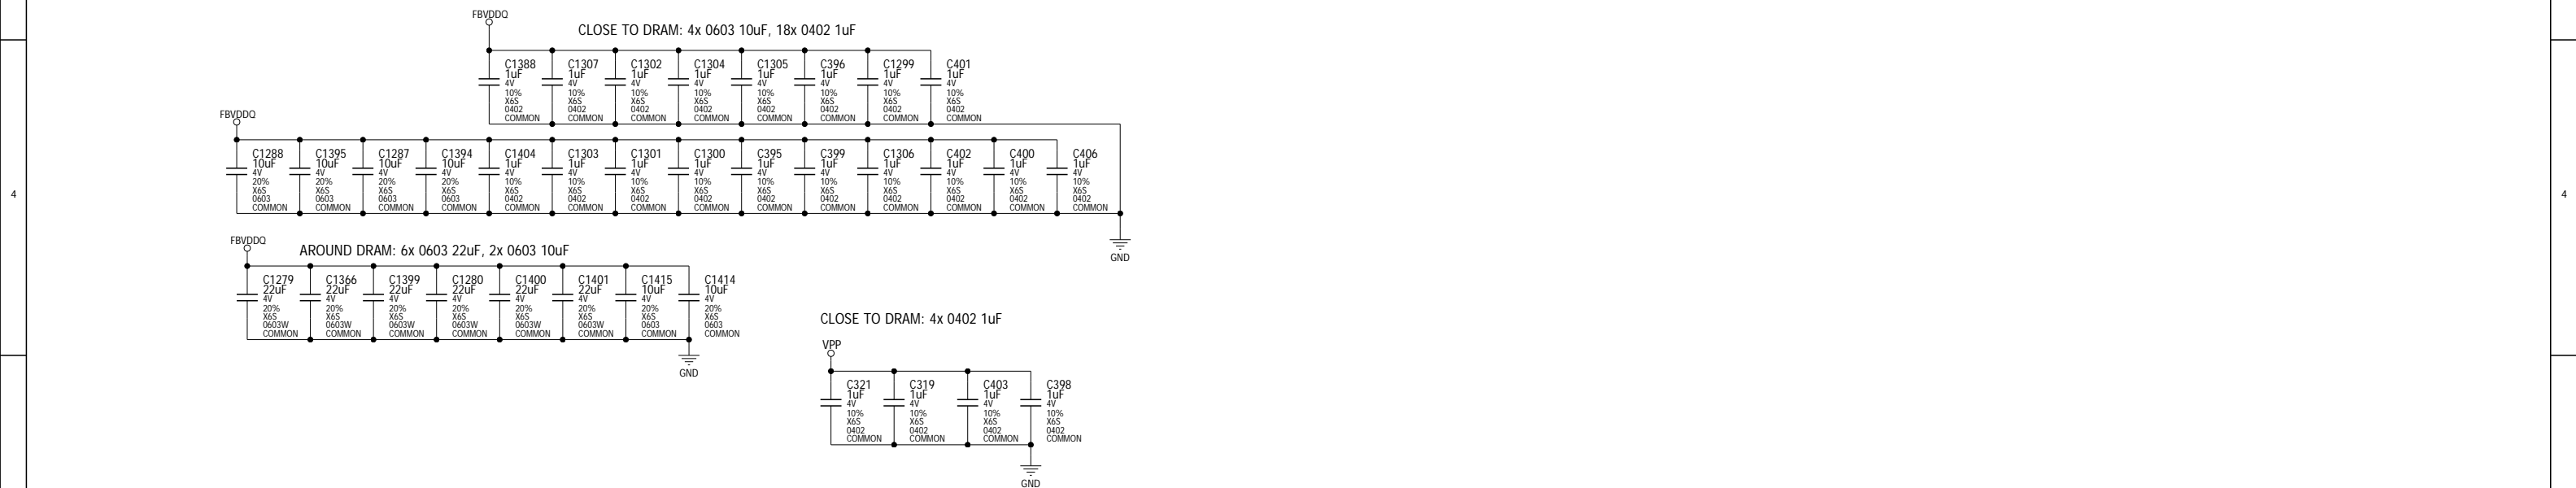 FBVDDQ
CLOSE TO DRAM: 4x 0603 10uF, 18x 0402 1uF
C1388 C1307 C1302 C1304 C1305 C396 C1299 C401
1uF 1uF 1uF 1uF 1uF 1uF 1uF 1uF
4V 4V 4V 4V 4V 4V 4V 4V
10% 10% 10% 10% 10% 10% 10% 10%
X6S X6S X6S X6S X6S X6S X6S X6S
0402 0402 0402 0402 0402 0402 0402 0402
COMMON COMMON COMMON COMMON COMMON COMMON COMMON COMMON
FBVDDQ
C1288 C1395 C1287 C1394 C1404 C1303 C1301 C1300 C395 C399 C1306 C402 C400 C406
10uF 10uF 10uF 10uF 1uF 1uF 1uF 1uF 1uF 1uF 1uF 1uF 1uF 1uF
4V 4V 4V 4V 4V 4V 4V 4V 4V 4V 4V 4V 4V 4V
20% 20% 20% 20% 10% 10% 10% 10% 10% 10% 10% 10% 10% 10%
X6S X6S X6S X6S X6S X6S X6S X6S X6S X6S X6S X6S X6S X6S
0603 0603 0603 0603 0402 0402 0402 0402 0402 0402 0402 0402 0402 0402
COMMON COMMON COMMON COMMON COMMON COMMON COMMON COMMON COMMON COMMON COMMON COMMON COMMON COMMON
4 4
GND
FBVDDQ
AROUND DRAM: 6x 0603 22uF, 2x 0603 10uF
C1279 C1366 C1399 C1280 C1400 C1401 C1415 C1414
22uF 22uF 22uF 22uF 22uF 22uF 10uF 10uF
4V 4V 4V 4V 4V 4V 4V 4V
20% 20% 20% 20% 20% 20% 20% 20%
X6S X6S X6S X6S X6S X6S X6S X6S
0603W 0603W 0603W 0603W 0603W 0603W 0603 0603
COMMON COMMON COMMON COMMON COMMON COMMON COMMON COMMON
GND
CLOSE TO DRAM: 4x 0402 1uF
VPP
C321 C319 C403 C398
1uF 1uF 1uF 1uF
4V 4V 4V 4V
10% 10% 10% 10%
X6S X6S X6S X6S
0402 0402 0402 0402
COMMON COMMON COMMON COMMON
GND